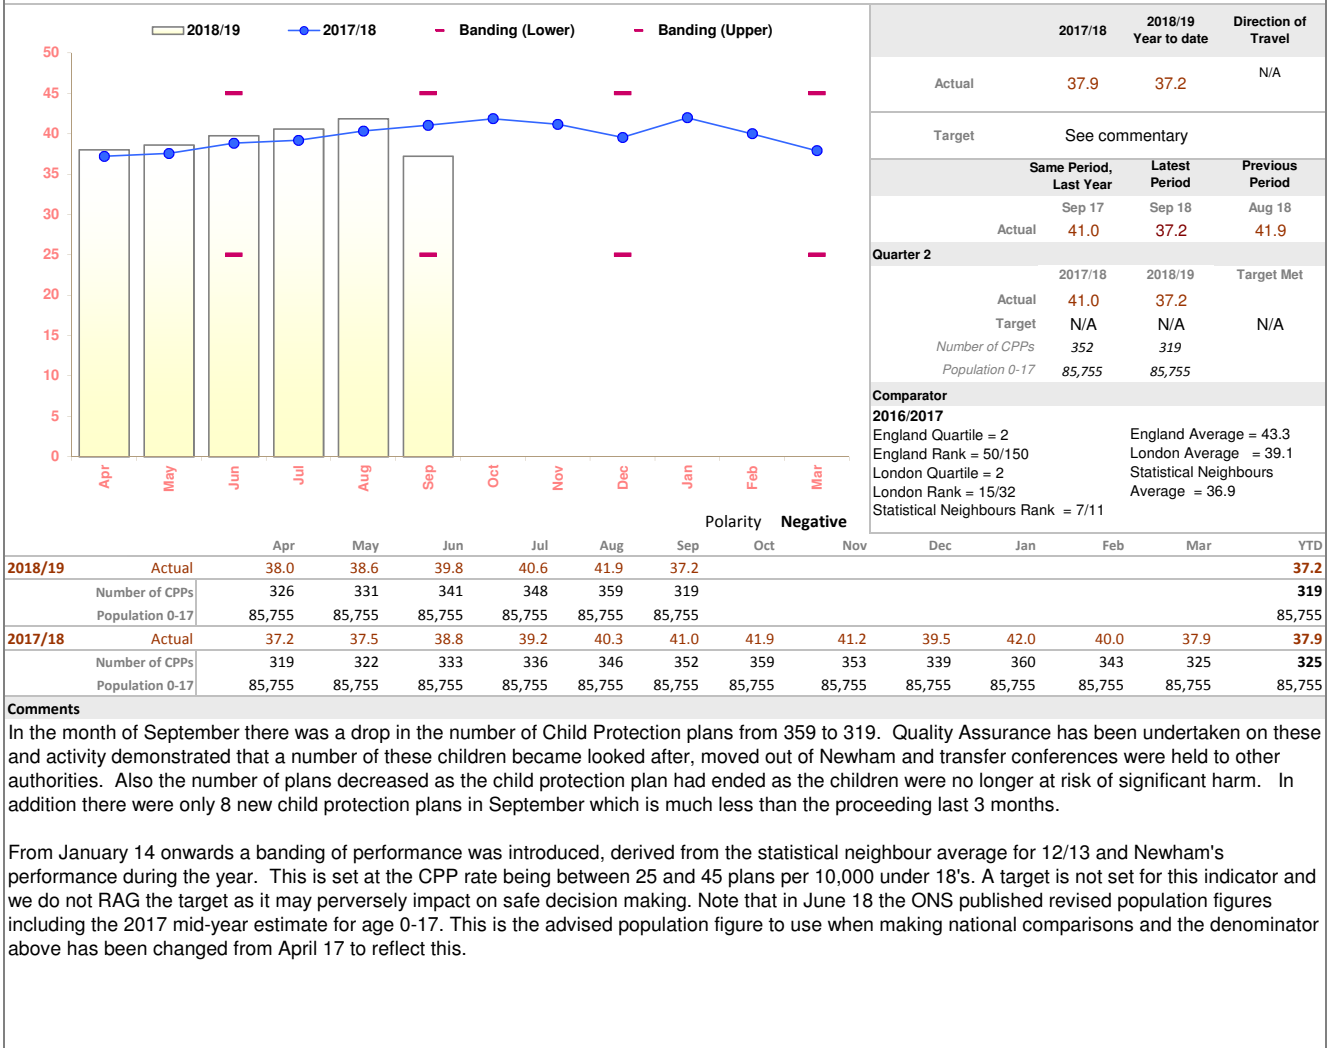 2018/19 2017/18 Banding (Lower) Banding (Upper)
50
45
40
35
30
25
20
15
10
5
0
Apr May Jun Jul Aug Sep Oct Nov Dec Jan Feb Mar
Polarity Negative
2017/18 2018/19 Year to date Direction of Travel
Actual 37.9 37.2 N/A
Target See commentary
Same Period, Last Year Latest Period Previous Period
Sep 17 Sep 18 Aug 18
Actual 41.0 37.2 41.9
Quarter 2
2017/18 2018/19 Target Met
Actual 41.0 37.2
Target N/A N/A N/A
Number of CPPs 352 319
Population 0-17 85,755 85,755
Comparator
2016/2017
England Quartile = 2
England Rank = 50/150
London Quartile = 2
London Rank = 15/32
Statistical Neighbours Rank = 7/11
England Average = 43.3
London Average = 39.1
Statistical Neighbours
Average = 36.9
Apr May Jun Jul Aug Sep Oct Nov Dec Jan Feb Mar YTD
2018/19 Actual 38.0 38.6 39.8 40.6 41.9 37.2 37.2
Number of CPPs 326 331 341 348 359 319 319
Population 0-17 85,755 85,755 85,755 85,755 85,755 85,755 85,755
2017/18 Actual 37.2 37.5 38.8 39.2 40.3 41.0 41.9 41.2 39.5 42.0 40.0 37.9 37.9
Number of CPPs 319 322 333 336 346 352 359 353 339 360 343 325 325
Population 0-17 85,755 85,755 85,755 85,755 85,755 85,755 85,755 85,755 85,755 85,755 85,755 85,755 85,755
Comments
In the month of September there was a drop in the number of Child Protection plans from 359 to 319. Quality Assurance has been undertaken on these
and activity demonstrated that a number of these children became looked after, moved out of Newham and transfer conferences were held to other
authorities. Also the number of plans decreased as the child protection plan had ended as the children were no longer at risk of significant harm. In
addition there were only 8 new child protection plans in September which is much less than the proceeding last 3 months.
From January 14 onwards a banding of performance was introduced, derived from the statistical neighbour average for 12/13 and Newham's
performance during the year. This is set at the CPP rate being between 25 and 45 plans per 10,000 under 18's. A target is not set for this indicator and
we do not RAG the target as it may perversely impact on safe decision making. Note that in June 18 the ONS published revised population figures
including the 2017 mid-year estimate for age 0-17. This is the advised population figure to use when making national comparisons and the denominator
above has been changed from April 17 to reflect this.